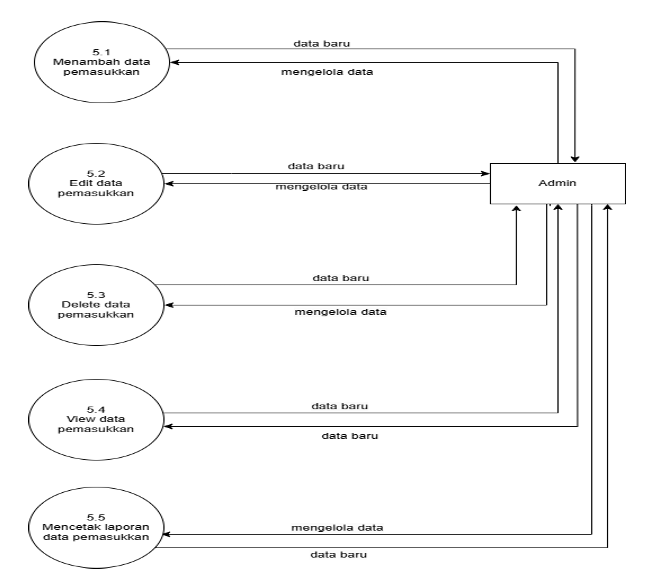 data baru
5.1
Menambah data
pemasukkan
mengelola data
data baru
5.2
Edit data
pemasukkan
mengelola data
Admin
data baru
5.3
Delete data
pemasukkan
mengelola data
data baru
5.4
View data
pemasukkan
data baru
5.5
Mencetak laporan
data pemasukkan
mengelola data
data baru